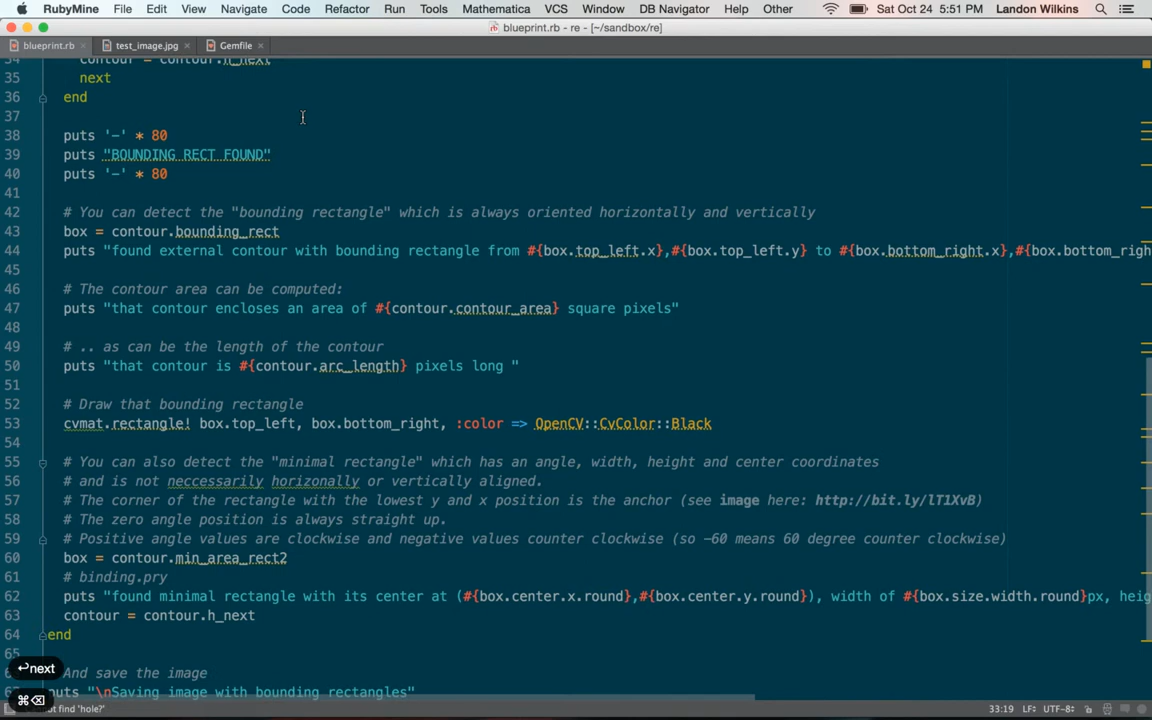 RubyMine File Edit View Navigate Code Refactor Run Tools Mathematica VCS Window DB Navigator Help Other Sat Oct 24 5:51 PM Landon Wilkins
blueprint.rb - re - [~/sandbox/re]
blueprint.rb test_image.jpg Gemfile
34 contour = contour.h_next
35 next
36 end
37
38 puts '-' * 80
39 puts "BOUNDING RECT FOUND"
40 puts '-' * 80
41
42 # You can detect the "bounding rectangle" which is always oriented horizontally and vertically
43 box = contour.bounding_rect
44 puts "found external contour with bounding rectangle from #{box.top_left.x},#{box.top_left.y} to #{box.bottom_right.x},#{box.bottom_righ
45
46 # The contour area can be computed:
47 puts "that contour encloses an area of #{contour.contour_area} square pixels"
48
49 # .. as can be the length of the contour
50 puts "that contour is #{contour.arc_length} pixels long "
51
52 # Draw that bounding rectangle
53 cvmat.rectangle! box.top_left, box.bottom_right, :color => OpenCV::CvColor::Black
54
55 # You can also detect the "minimal rectangle" which has an angle, width, height and center coordinates
56 # and is not neccessarily horizonally or vertically aligned.
57 # The corner of the rectangle with the lowest y and x position is the anchor (see image here: http://bit.ly/lT1XvB)
58 # The zero angle position is always straight up.
59 # Positive angle values are clockwise and negative values counter clockwise (so -60 means 60 degree counter clockwise)
60 box = contour.min_area_rect2
61 # binding.pry
62 puts "found minimal rectangle with its center at (#{box.center.x.round},#{box.center.y.round}), width of #{box.size.width.round}px, heig
63 contour = contour.h_next
64 end
65
And save the image
puts "\nSaving image with bounding rectangles"
↩next
⌘⌫
not find 'hole?'
33:19 LF÷ UTF-8÷